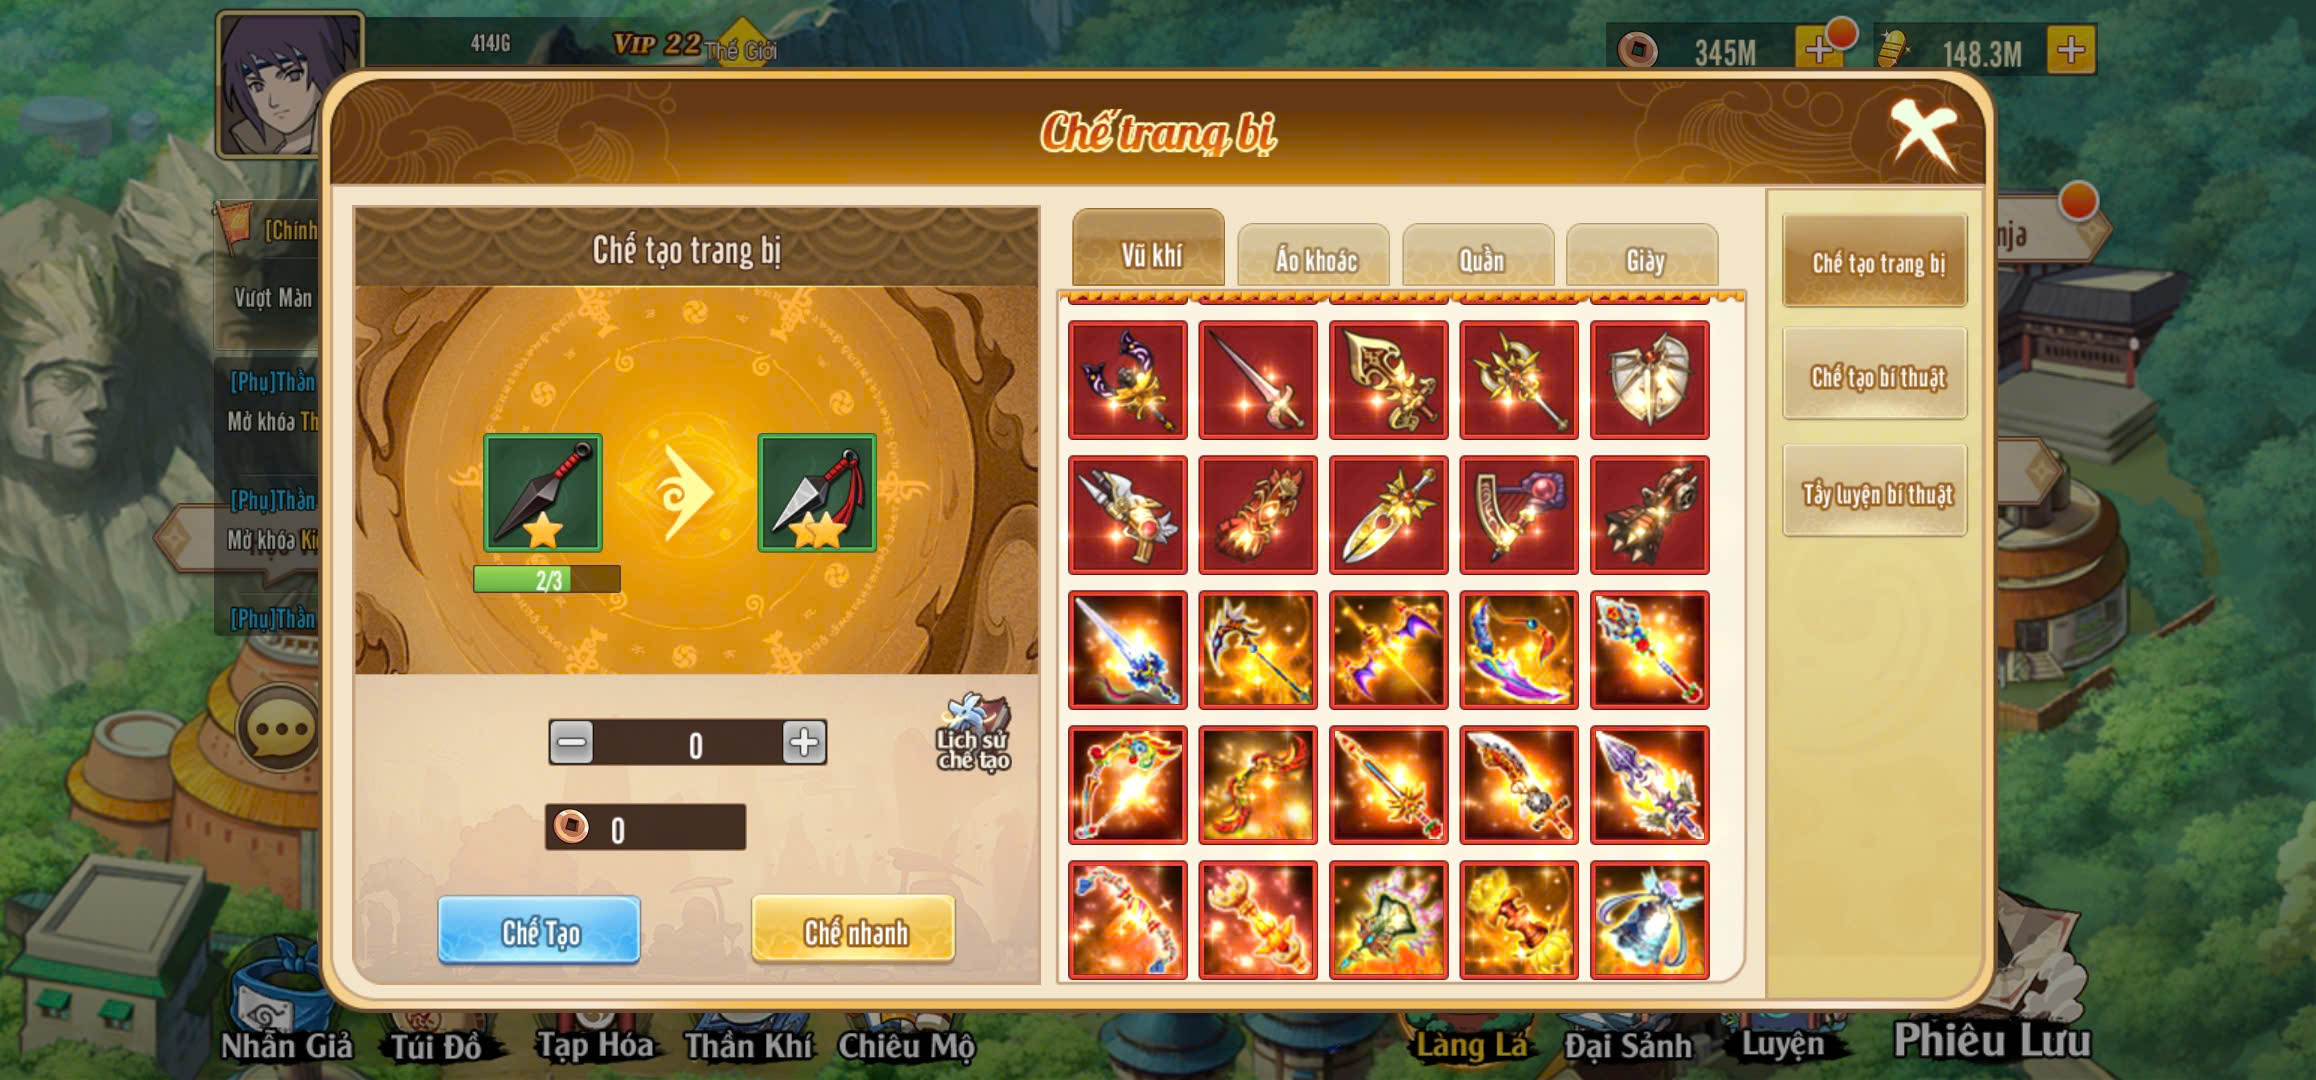 414JG
VIP 22
Thế Giới
345M
148.3M
Chế trang bị
[Chính
Vượt Màn
[Phụ]Thần
Mở khóa Th
[Phụ]Thần
Mở khóa Ki
[Phụ]Thần
Chế tạo trang bị
2/3
0
Lịch sử
chế tạo
0
Chế Tạo
Chế nhanh
Vũ khí
Áo khoác
Quần
Giày
Chế tạo trang bị
Chế tạo bí thuật
Tẩy luyện bí thuật
nja
Nhẫn Giả
Túi Đồ
Tạp Hóa
Thần Khí
Chiêu Mộ
Làng Lá
Đại Sảnh
Luyện
Phiêu Lưu